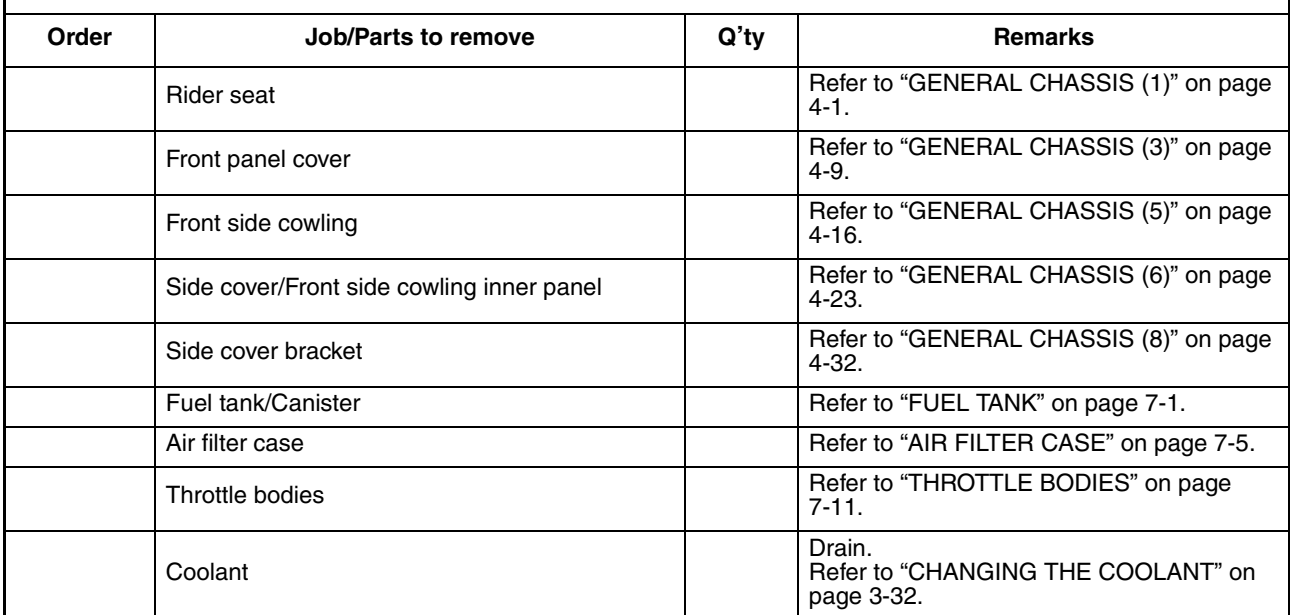 Order Job/Parts to remove Q’ty Remarks
Rider seat
Refer to “GENERAL CHASSIS (1)” on page
4-1.
Front panel cover
Refer to “GENERAL CHASSIS (3)” on page
4-9.
Front side cowling
Refer to “GENERAL CHASSIS (5)” on page
4-16.
Side cover/Front side cowling inner panel
Refer to “GENERAL CHASSIS (6)” on page
4-23.
Side cover bracket
Refer to “GENERAL CHASSIS (8)” on page
4-32.
Fuel tank/Canister Refer to “FUEL TANK” on page 7-1.
Air filter case Refer to “AIR FILTER CASE” on page 7-5.
Throttle bodies
Refer to “THROTTLE BODIES” on page
7-11.
Coolant
Drain.
Refer to “CHANGING THE COOLANT” on
page 3-32.